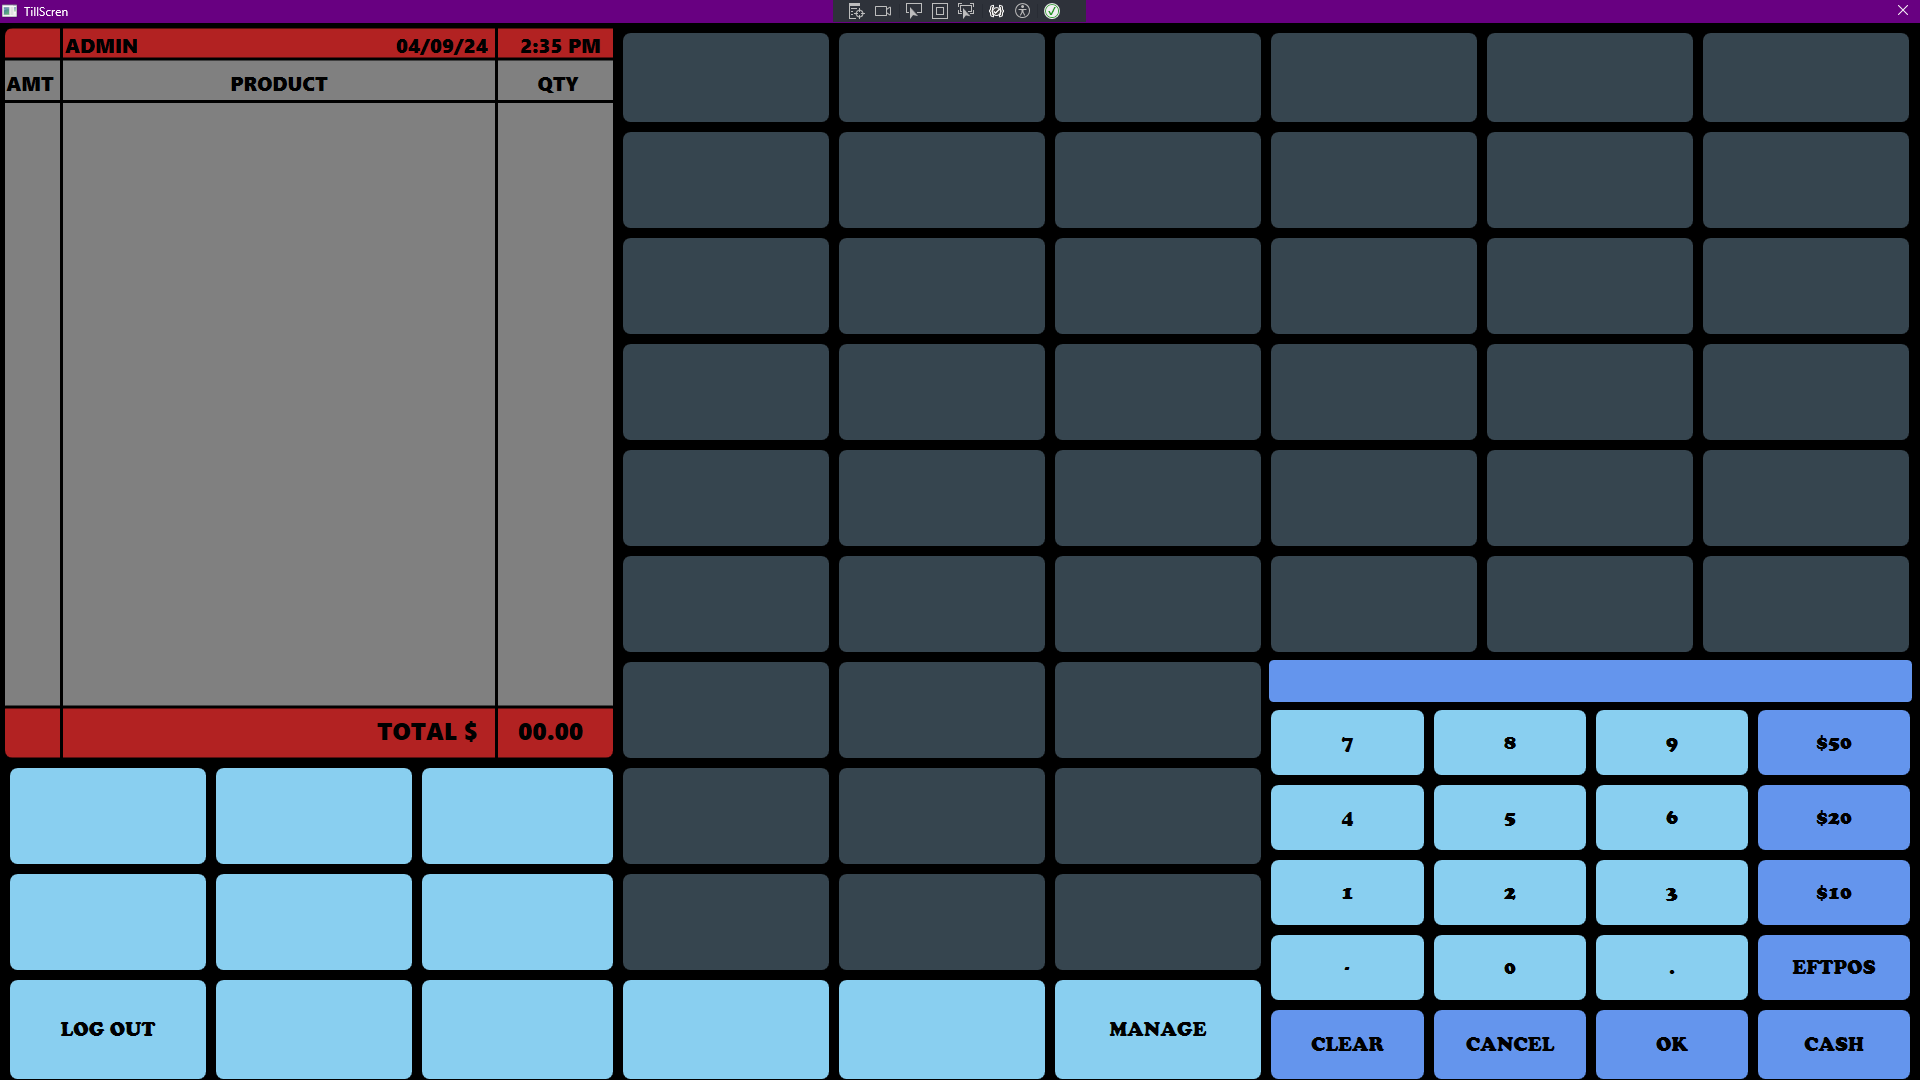 TillScren
ADMIN 04/09/24 2:35 PM
AMT PRODUCT QTY
TOTAL $ 00.00
7 8 9 $50
4 5 6 $20
1 2 3 $10
- 0 . EFTPOS
LOG OUT MANAGE
CLEAR CANCEL OK CASH